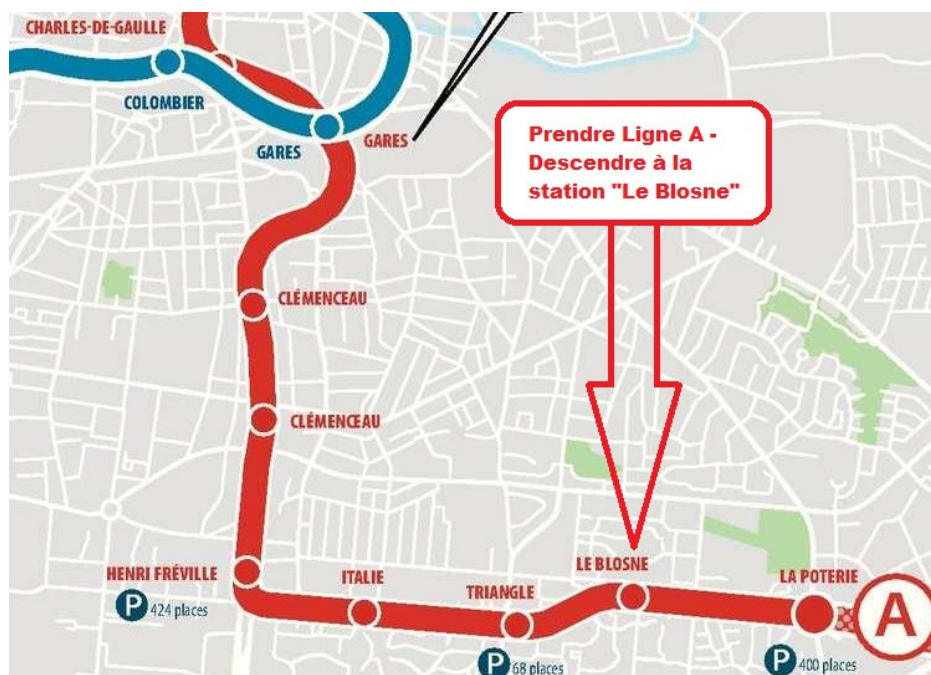 CHARLES-DE-GAULLE
COLOMBIER
GARES
GARES
Prendre Ligne A -
Descendre à la
station "Le Blosne"
CLÉMENCEAU
CLÉMENCEAU
HENRI FRÉVILLE
P 424 places
ITALIE
TRIANGLE
P 68 places
LE BLOSNE
LA POTERIE
P 400 places
A